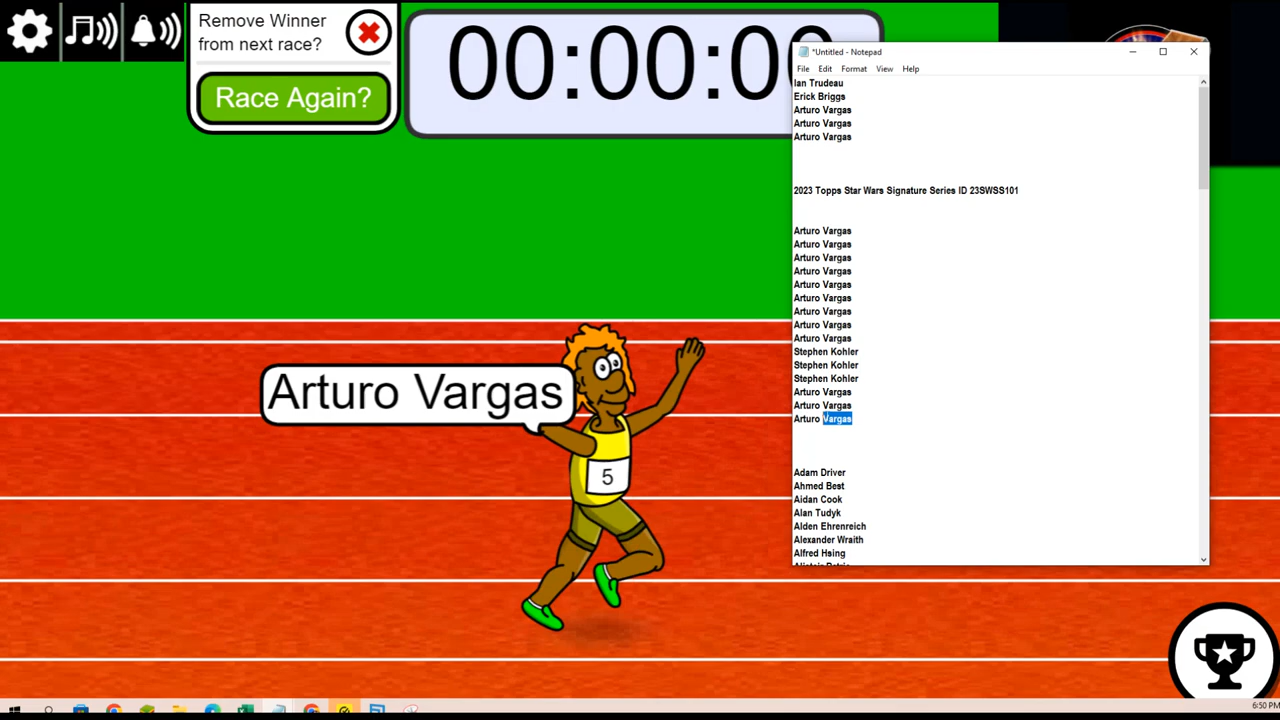 Remove Winner
from next race?
Race Again?
00:00:0
*Untitled - Notepad
File Edit Format View Help
Ian Trudeau
Erick Briggs
Arturo Vargas
Arturo Vargas
Arturo Vargas
2023 Topps Star Wars Signature Series ID 23SWSS101
Arturo Vargas
Arturo Vargas
Arturo Vargas
Arturo Vargas
Arturo Vargas
Arturo Vargas
Arturo Vargas
Arturo Vargas
Arturo Vargas
Stephen Kohler
Stephen Kohler
Stephen Kohler
Arturo Vargas
Arturo Vargas
Arturo Vargas
Adam Driver
Ahmed Best
Aidan Cook
Alan Tudyk
Alden Ehrenreich
Alexander Wraith
Alfred Hsing
Arturo Vargas
5
6:50 PM